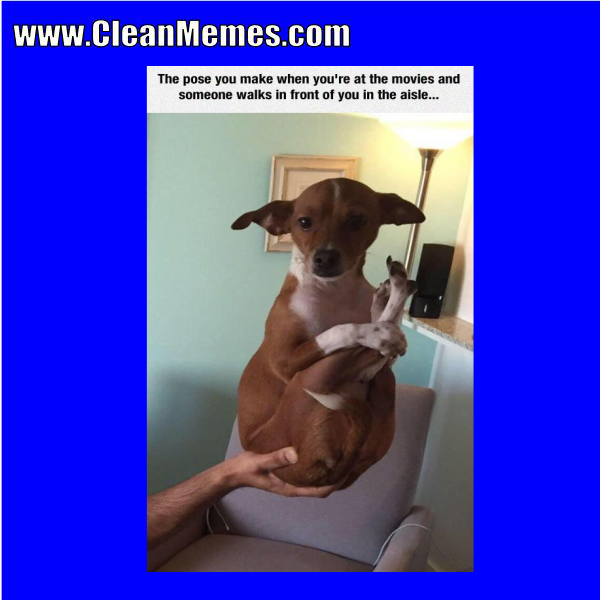 www.CleanMemes.com
The pose you make when you're at the movies and
someone walks in front of you in the aisle...